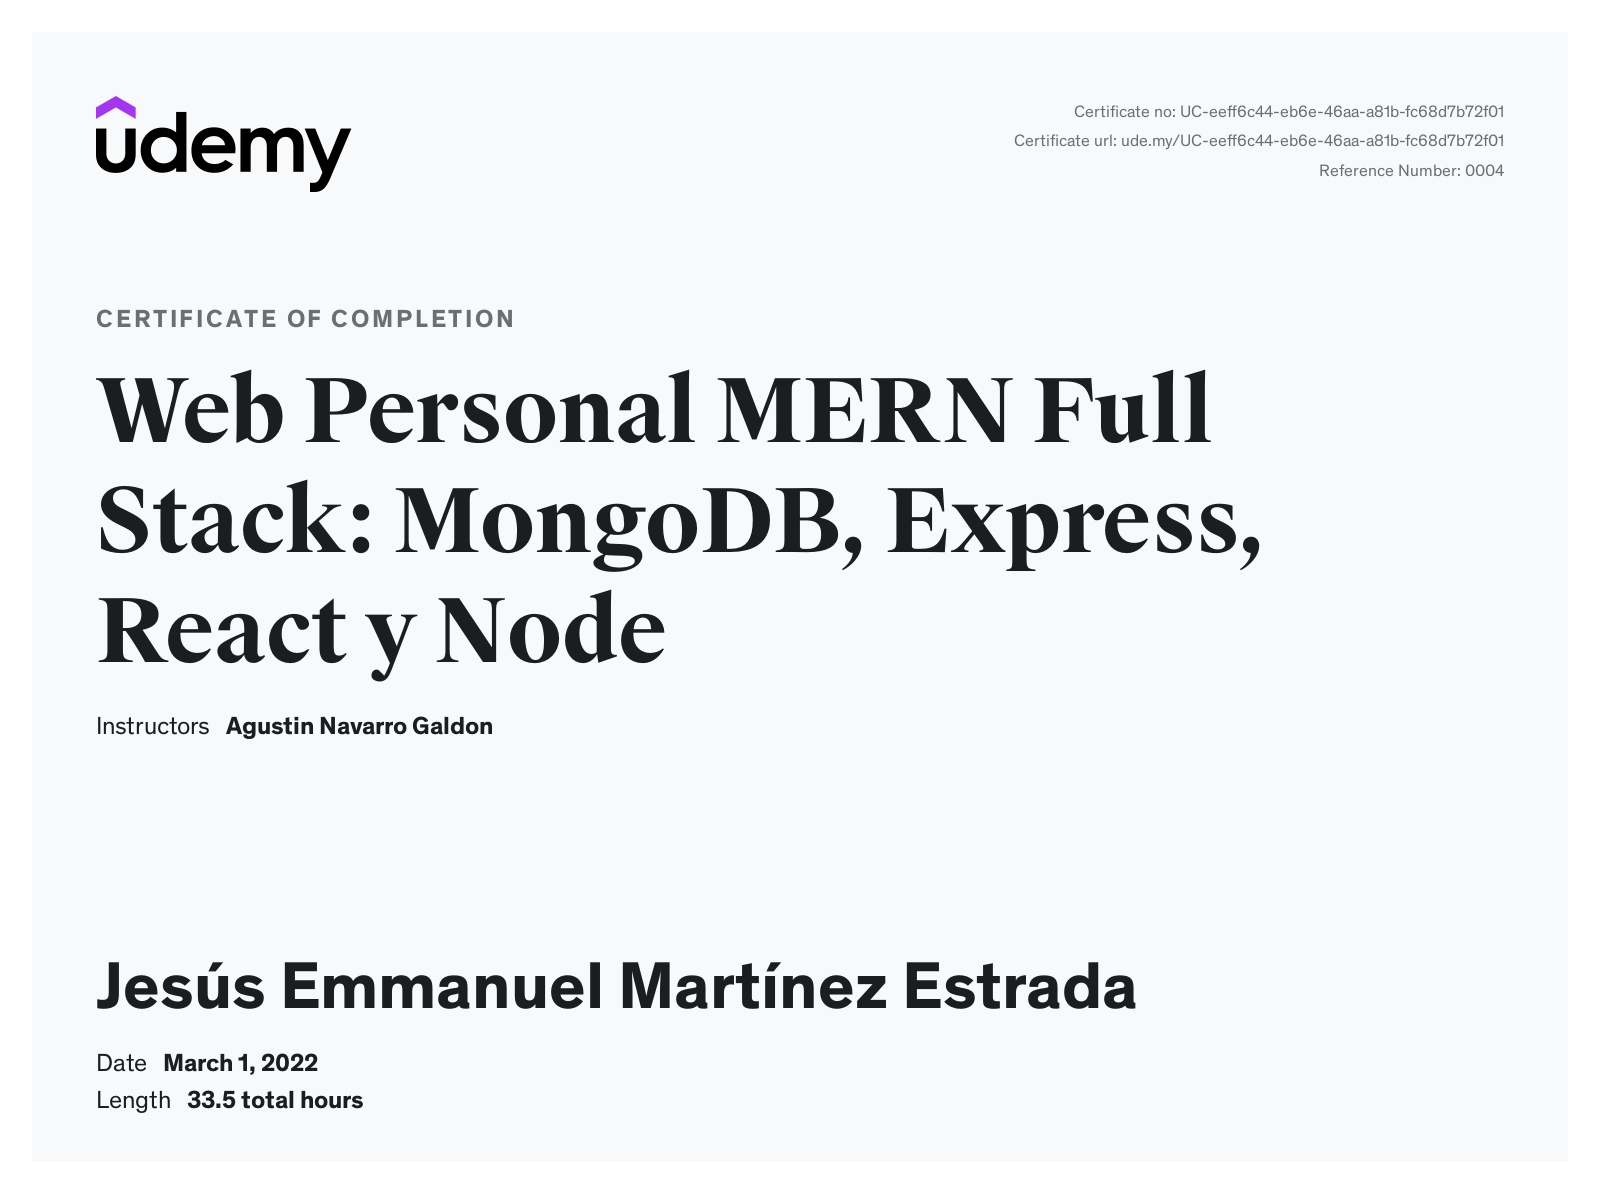 udemy
Certificate no: UC-eeff6c44-eb6e-46aa-a81b-fc68d7b72f01
Certificate url: ude.my/UC-eeff6c44-eb6e-46aa-a81b-fc68d7b72f01
Reference Number: 0004
CERTIFICATE OF COMPLETION
Web Personal MERN Full
Stack: MongoDB, Express,
React y Node
Instructors Agustin Navarro Galdon
Jesús Emmanuel Martínez Estrada
Date March 1, 2022
Length 33.5 total hours